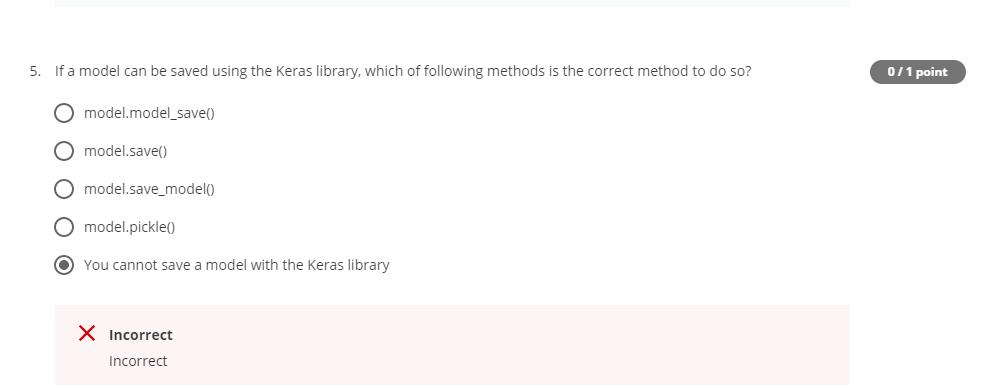 5. If a model can be saved using the Keras library, which of following methods is the correct method to do so?
0 / 1 point
model.model_save()
model.save()
model.save_model()
model.pickle()
You cannot save a model with the Keras library
Incorrect
Incorrect